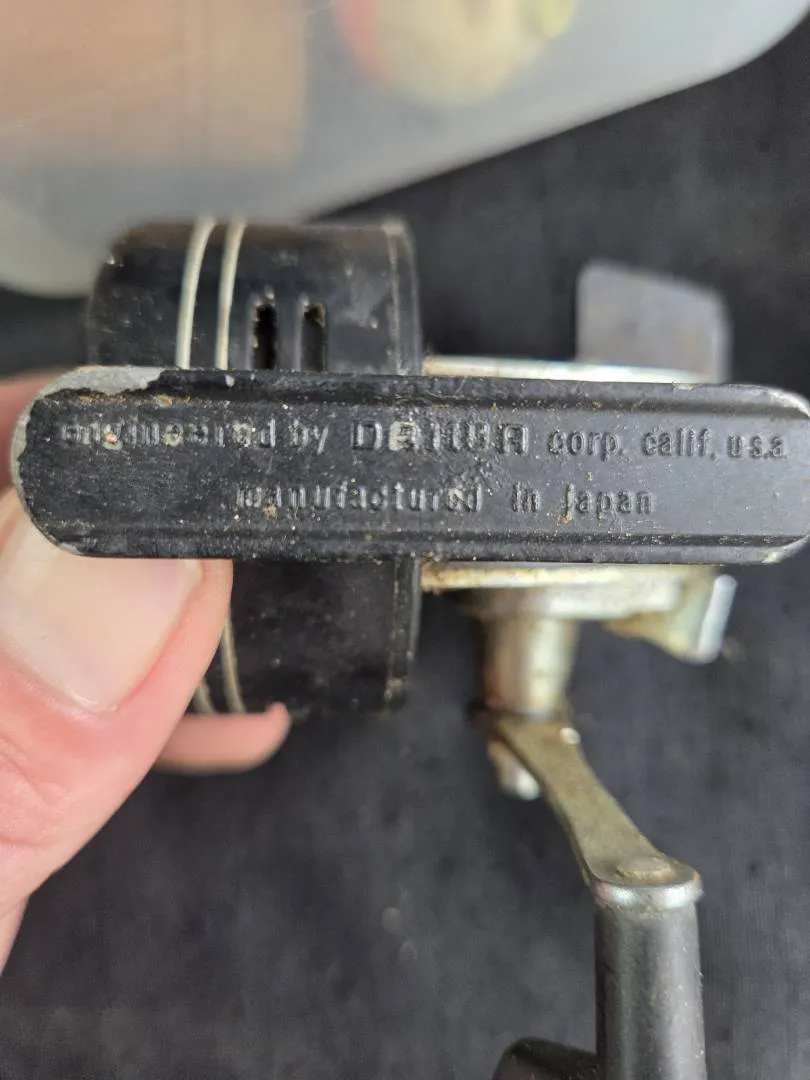 engineered by DAIWA corp. calif. u.s.a
manufactured in japan